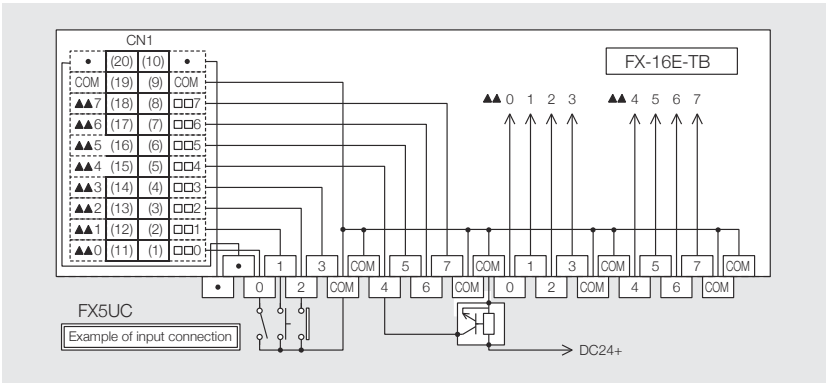 CN1
• (20) (10) •
COM (19) (9) COM
▲▲7 (18) (8) □□7
▲▲6 (17) (7) □□6
▲▲5 (16) (6) □□5
▲▲4 (15) (5) □□4
▲▲3 (14) (4) □□3
▲▲2 (13) (3) □□2
▲▲1 (12) (2) □□1
▲▲0 (11) (1) □□0
FX-16E-TB
▲▲ 0 1 2 3 ▲▲ 4 5 6 7
• 1 3 COM 5 7 COM 1 3 COM 5 7 COM
• 0 2 COM 4 6 COM 0 2 COM 4 6 COM
FX5UC
Example of input connection
DC24+